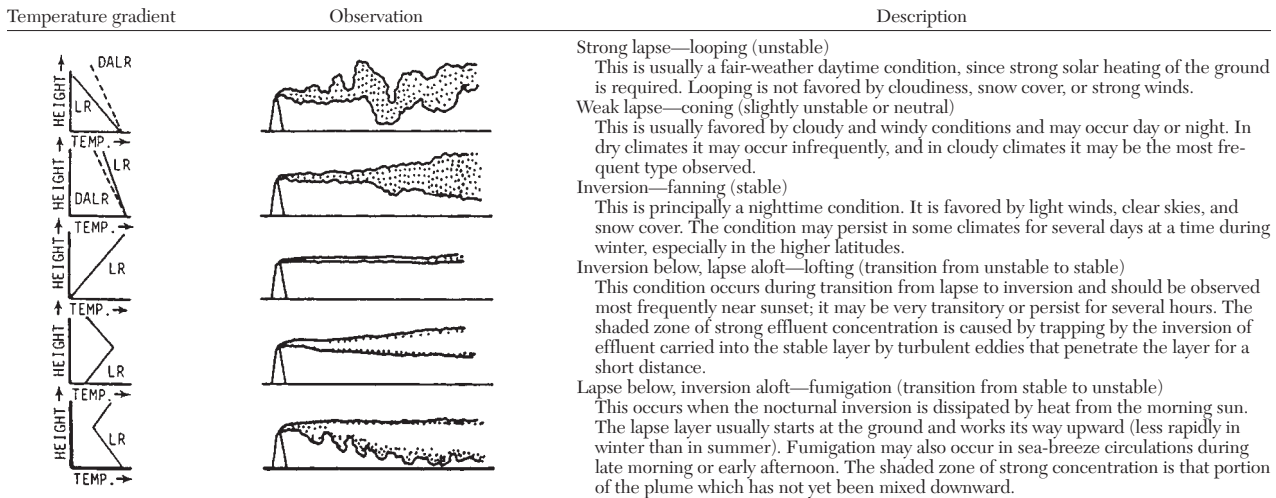 Temperature gradient Observation Description
HEIGHT
DALR
LR
TEMP.
Strong lapse—looping (unstable)
This is usually a fair-weather daytime condition, since strong solar heating of the ground
is required. Looping is not favored by cloudiness, snow cover, or strong winds.
HEIGHT
LR
DALR
TEMP.
Weak lapse—coning (slightly unstable or neutral)
This is usually favored by cloudy and windy conditions and may occur day or night. In
dry climates it may occur infrequently, and in cloudy climates it may be the most fre-
quent type observed.
HEIGHT
LR
TEMP.
Inversion—fanning (stable)
This is principally a nighttime condition. It is favored by light winds, clear skies, and
snow cover. The condition may persist in some climates for several days at a time during
winter, especially in the higher latitudes.
HEIGHT
LR
TEMP.
Inversion below, lapse aloft—lofting (transition from unstable to stable)
This condition occurs during transition from lapse to inversion and should be observed
most frequently near sunset; it may be very transitory or persist for several hours. The
shaded zone of strong effluent concentration is caused by trapping by the inversion of
effluent carried into the stable layer by turbulent eddies that penetrate the layer for a
short distance.
HEIGHT
LR
TEMP.
Lapse below, inversion aloft—fumigation (transition from stable to unstable)
This occurs when the nocturnal inversion is dissipated by heat from the morning sun.
The lapse layer usually starts at the ground and works its way upward (less rapidly in
winter than in summer). Fumigation may also occur in sea-breeze circulations during
late morning or early afternoon. The shaded zone of strong concentration is that portion
of the plume which has not yet been mixed downward.